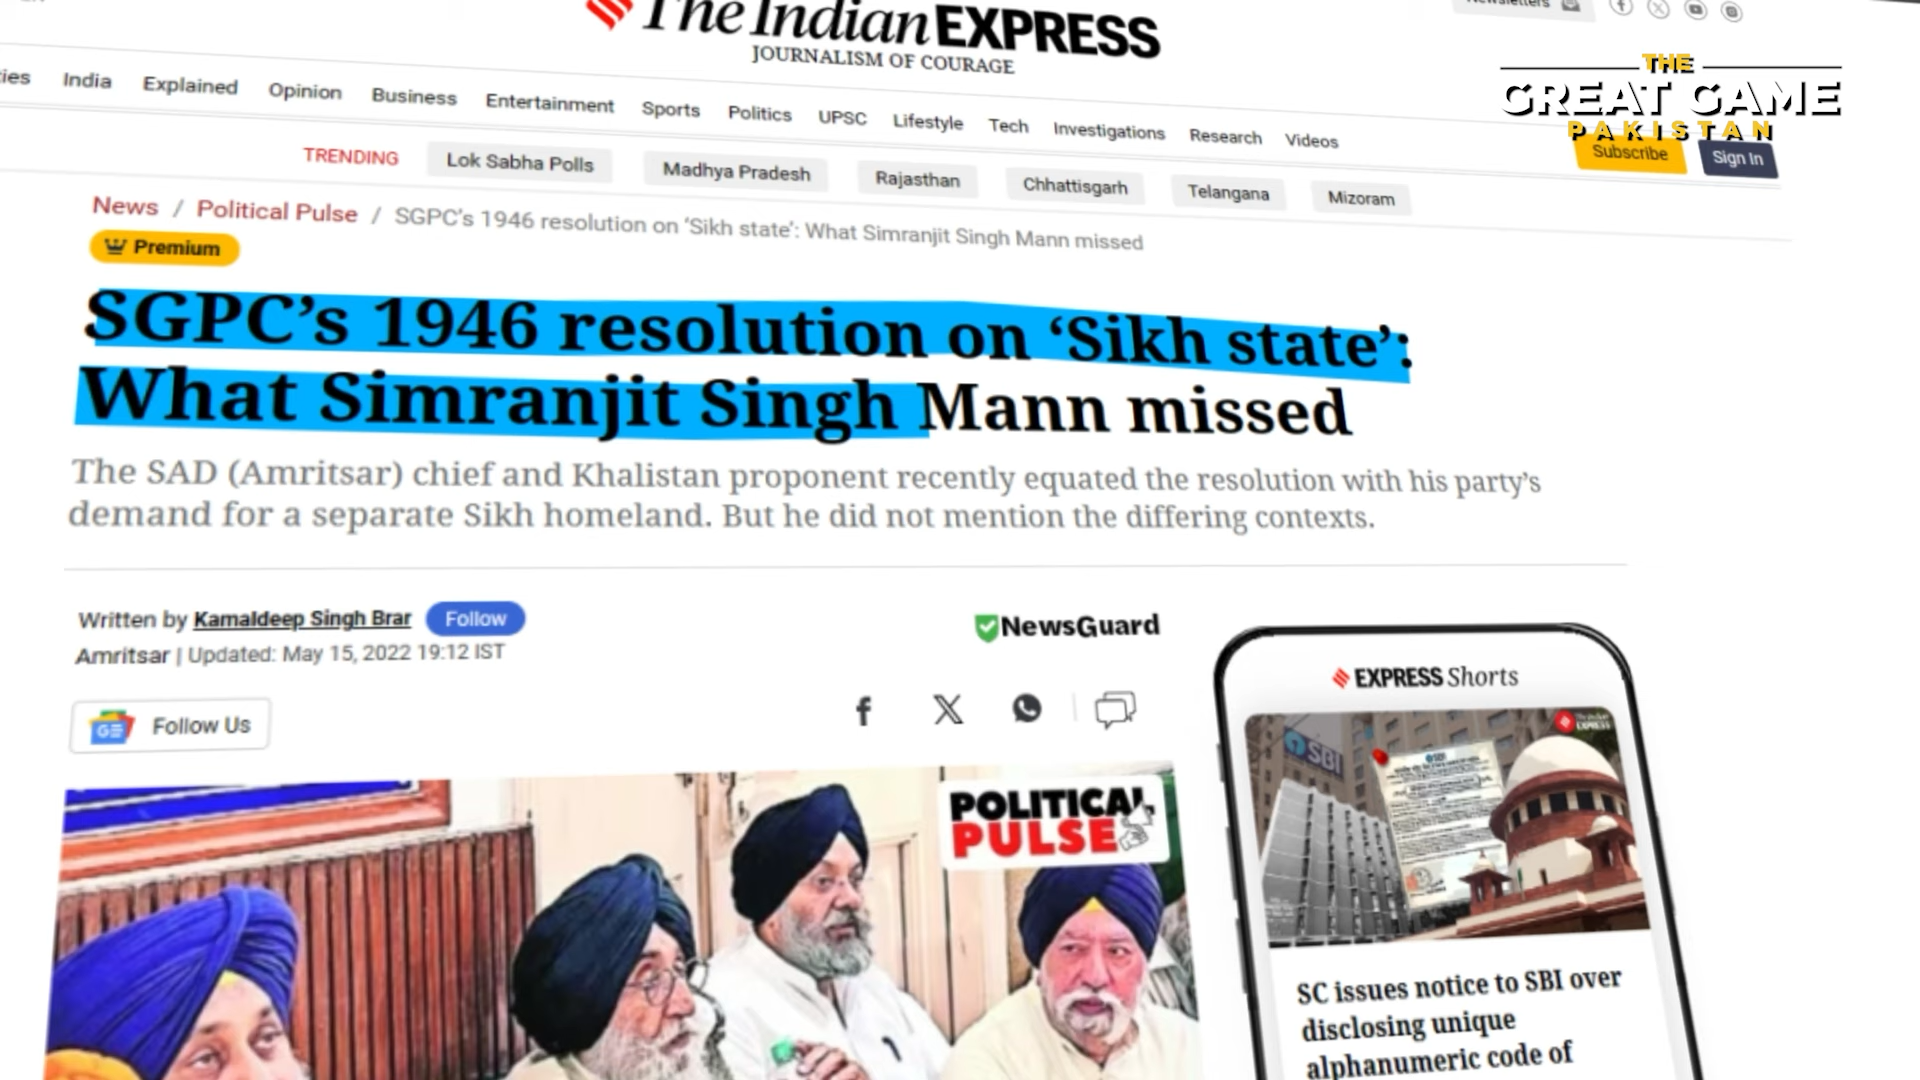 The Indian EXPRESS
JOURNALISM OF COURAGE
Newsletters
THE
GREAT GAME
PAKISTAN
ies India Explained Opinion Business Entertainment Sports Politics UPSC Lifestyle Tech Investigations Research Videos
Subscribe Sign In
TRENDING Lok Sabha Polls Madhya Pradesh Rajasthan Chhattisgarh Telangana Mizoram
News / Political Pulse / SGPC’s 1946 resolution on ‘Sikh state’: What Simranjit Singh Mann missed
Premium
SGPC’s 1946 resolution on ‘Sikh state’:
What Simranjit Singh Mann missed
The SAD (Amritsar) chief and Khalistan proponent recently equated the resolution with his party’s
demand for a separate Sikh homeland. But he did not mention the differing contexts.
Written by Kamaldeep Singh Brar Follow
Amritsar | Updated: May 15, 2022 19:12 IST
NewsGuard
GE Follow Us
POLITICAL
PULSE
EXPRESS Shorts
SBI
SC issues notice to SBI over
disclosing unique
alphanumeric code of